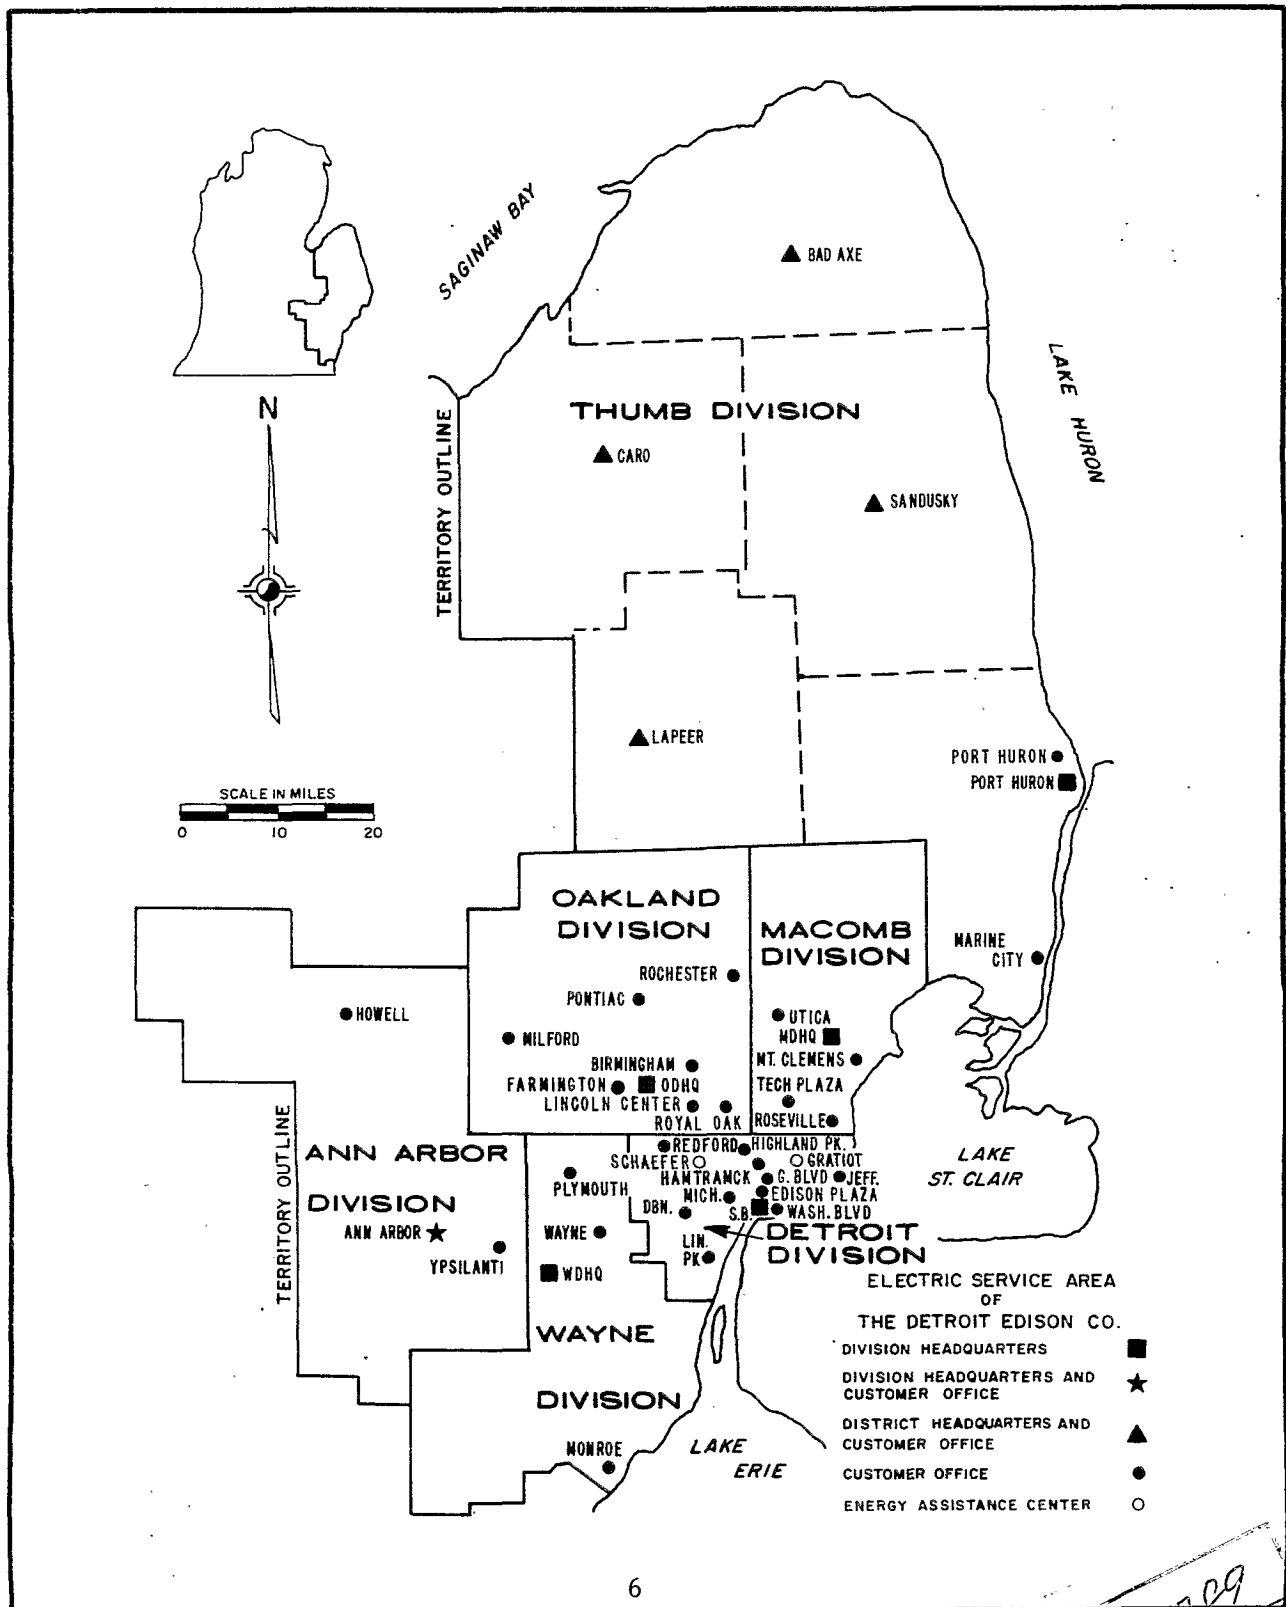 SAGINAW BAY
BAD AXE
LAKE HURON
N
THUMB DIVISION
TERRITORY OUTLINE
CARO
SANDUSKY
LAPEER
PORT HURON
PORT HURON
SCALE IN MILES
0 10 20
OAKLAND
DIVISION
MACOMB
DIVISION
MARINE
CITY
ROCHESTER
PONTIAC
HOWELL
UTICA
MILFORD
MDHQ
BIRMINGHAM
MT. CLEMENS
FARMINGTON
ODHQ
TECH PLAZA
LINCOLN CENTER
ROYAL OAK
ROSEVILLE
TERRITORY OUTLINE
ANN ARBOR
DIVISION
REDFORD
HIGHLAND PK.
SCHAEFER
GRATIOT
LAKE
ST. CLAIR
HAMTRAMCK
G. BLVD
JEFF.
PLYMOUTH
MICH.
EDISON PLAZA
DBN.
S.B.
WASH. BLVD
ANN ARBOR
WAYNE
DETROIT
DIVISION
LIN.
PK
YPSILANTI
WDHQ
WAYNE
DIVISION
MONROE
LAKE
ERIE
ELECTRIC SERVICE AREA
OF
THE DETROIT EDISON CO.
DIVISION HEADQUARTERS
DIVISION HEADQUARTERS AND
CUSTOMER OFFICE
DISTRICT HEADQUARTERS AND
CUSTOMER OFFICE
CUSTOMER OFFICE
ENERGY ASSISTANCE CENTER
6